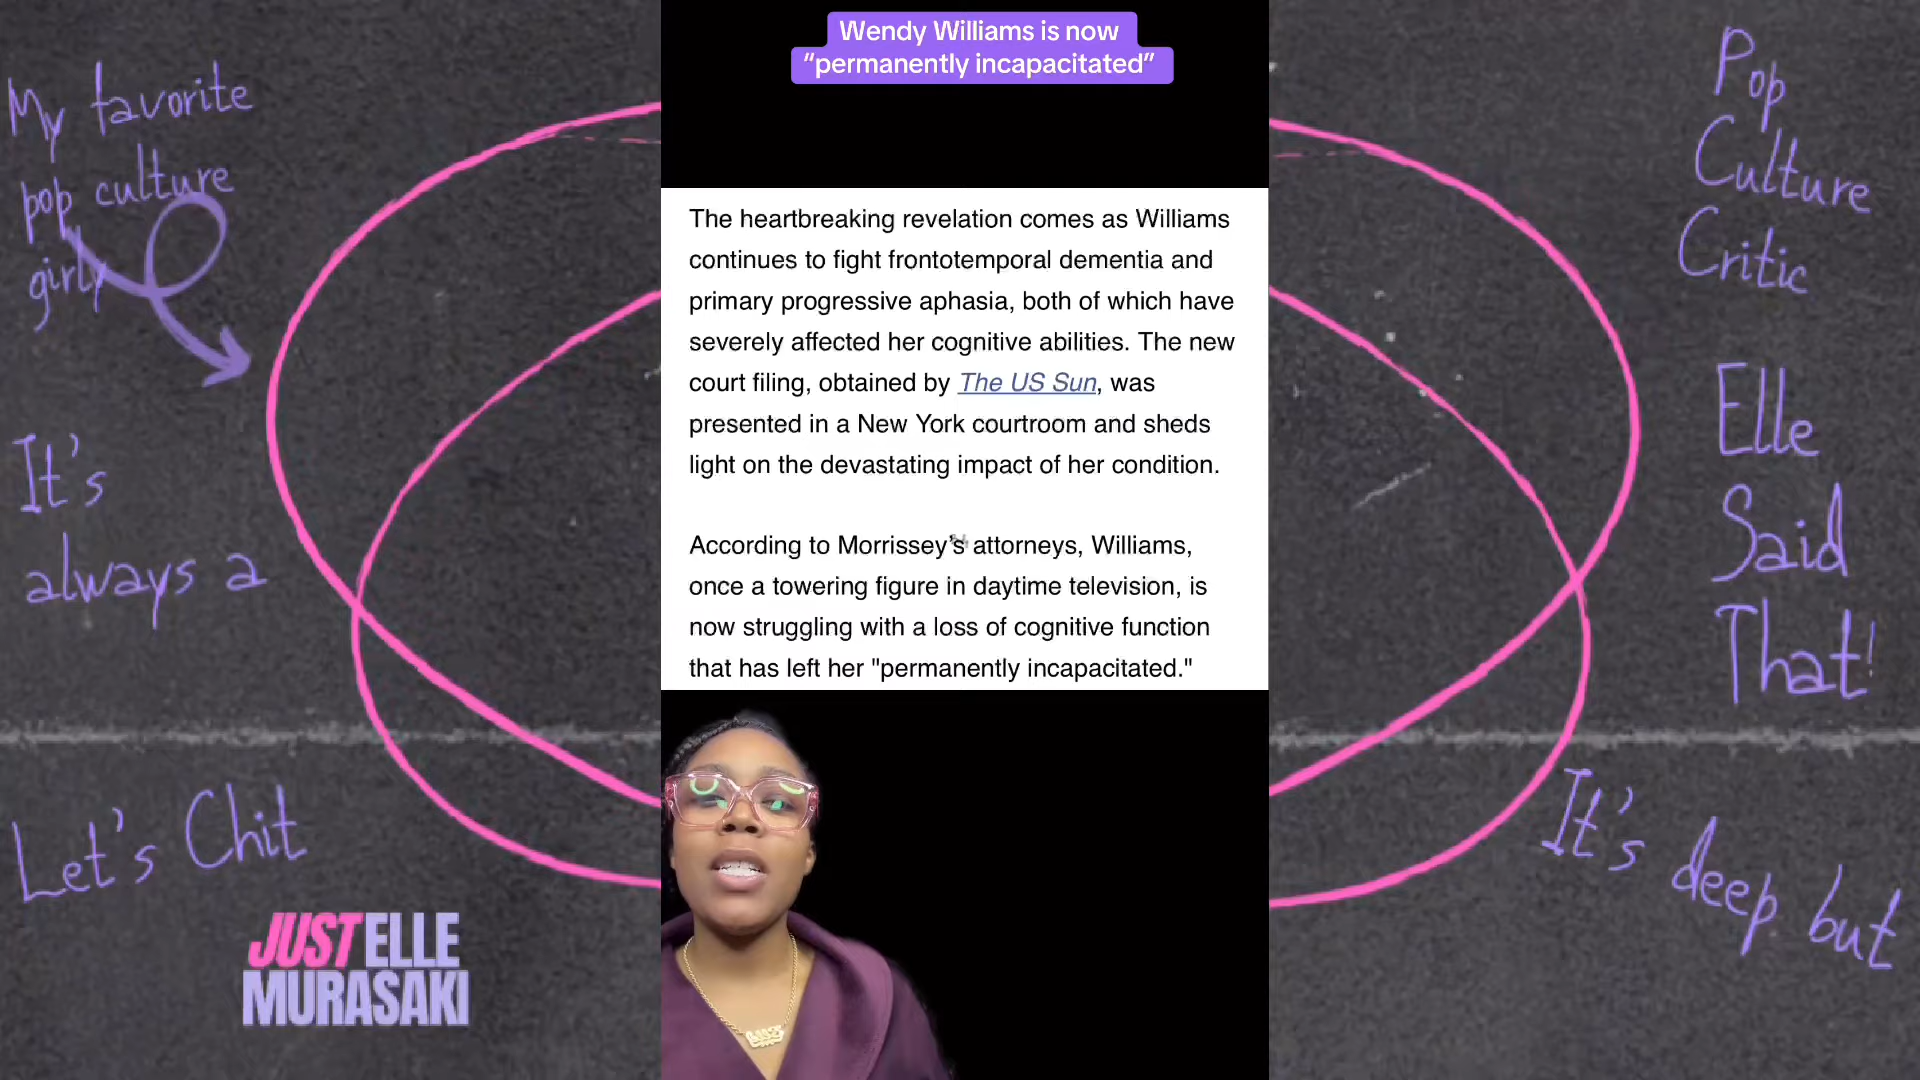 Wendy Williams is now
“permanently incapacitated”
My favorite
pop culture
girly
It's
always a
Let's Chit
JUST ELLE
MURASAKI
The heartbreaking revelation comes as Williams
continues to fight frontotemporal dementia and
primary progressive aphasia, both of which have
severely affected her cognitive abilities. The new
court filing, obtained by The US Sun, was
presented in a New York courtroom and sheds
light on the devastating impact of her condition.
According to Morrissey's attorneys, Williams,
once a towering figure in daytime television, is
now struggling with a loss of cognitive function
that has left her "permanently incapacitated."
Pop
Culture
Critic
Elle
Said
That!
It's deep but